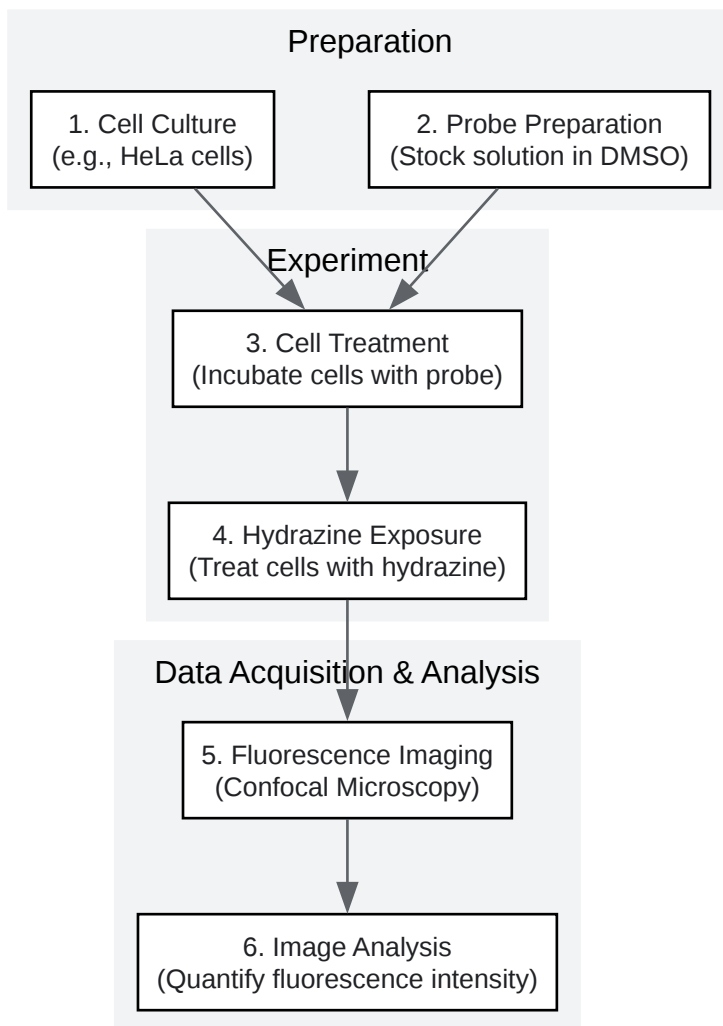 Preparation
1. Cell Culture
(e.g., HeLa cells)
2. Probe Preparation
(Stock solution in DMSO)
Experiment
3. Cell Treatment
(Incubate cells with probe)
4. Hydrazine Exposure
(Treat cells with hydrazine)
Data Acquisition & Analysis
5. Fluorescence Imaging
(Confocal Microscopy)
6. Image Analysis
(Quantify fluorescence intensity)